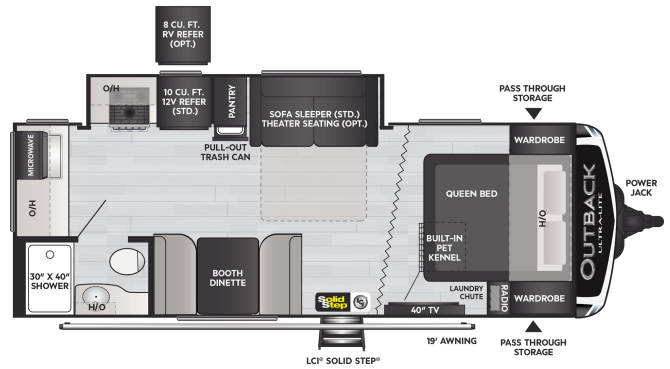 8 CU. FT.
RV REFER
(OPT.)
O/H
10 CU. FT.
12V REFER
(STD.)
PANTRY
SOFA SLEEPER (STD.)
THEATER SEATING (OPT.)
PULL-OUT
TRASH CAN
PASS THROUGH
STORAGE
WARDROBE
MICROWAVE
O/H
QUEEN BED
O/H
OUTBACK
ULTRA-LITE
POWER
JACK
BUILT-IN
PET
KENNEL
30" X 40"
SHOWER
O/H
BOOTH
DINETTE
Solid
Step
LAUNDRY
CHUTE
RADIO
WARDROBE
40" TV
19' AWNING
PASS THROUGH
STORAGE
LCI® SOLID STEP®